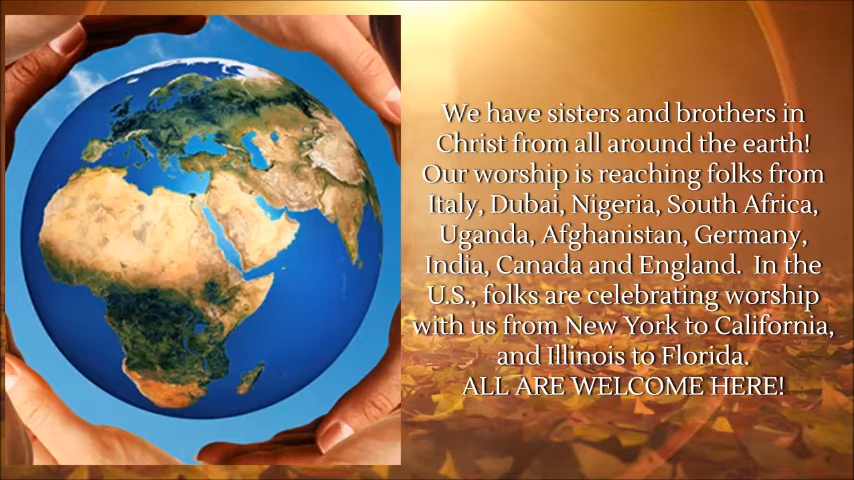 We have sisters and brothers in
Christ from all around the earth!
Our worship is reaching folks from
Italy, Dubai, Nigeria, South Africa,
Uganda, Afghanistan, Germany,
India, Canada and England.  In the
U.S., folks are celebrating worship
with us from New York to California,
and Illinois to Florida.
ALL ARE WELCOME HERE!